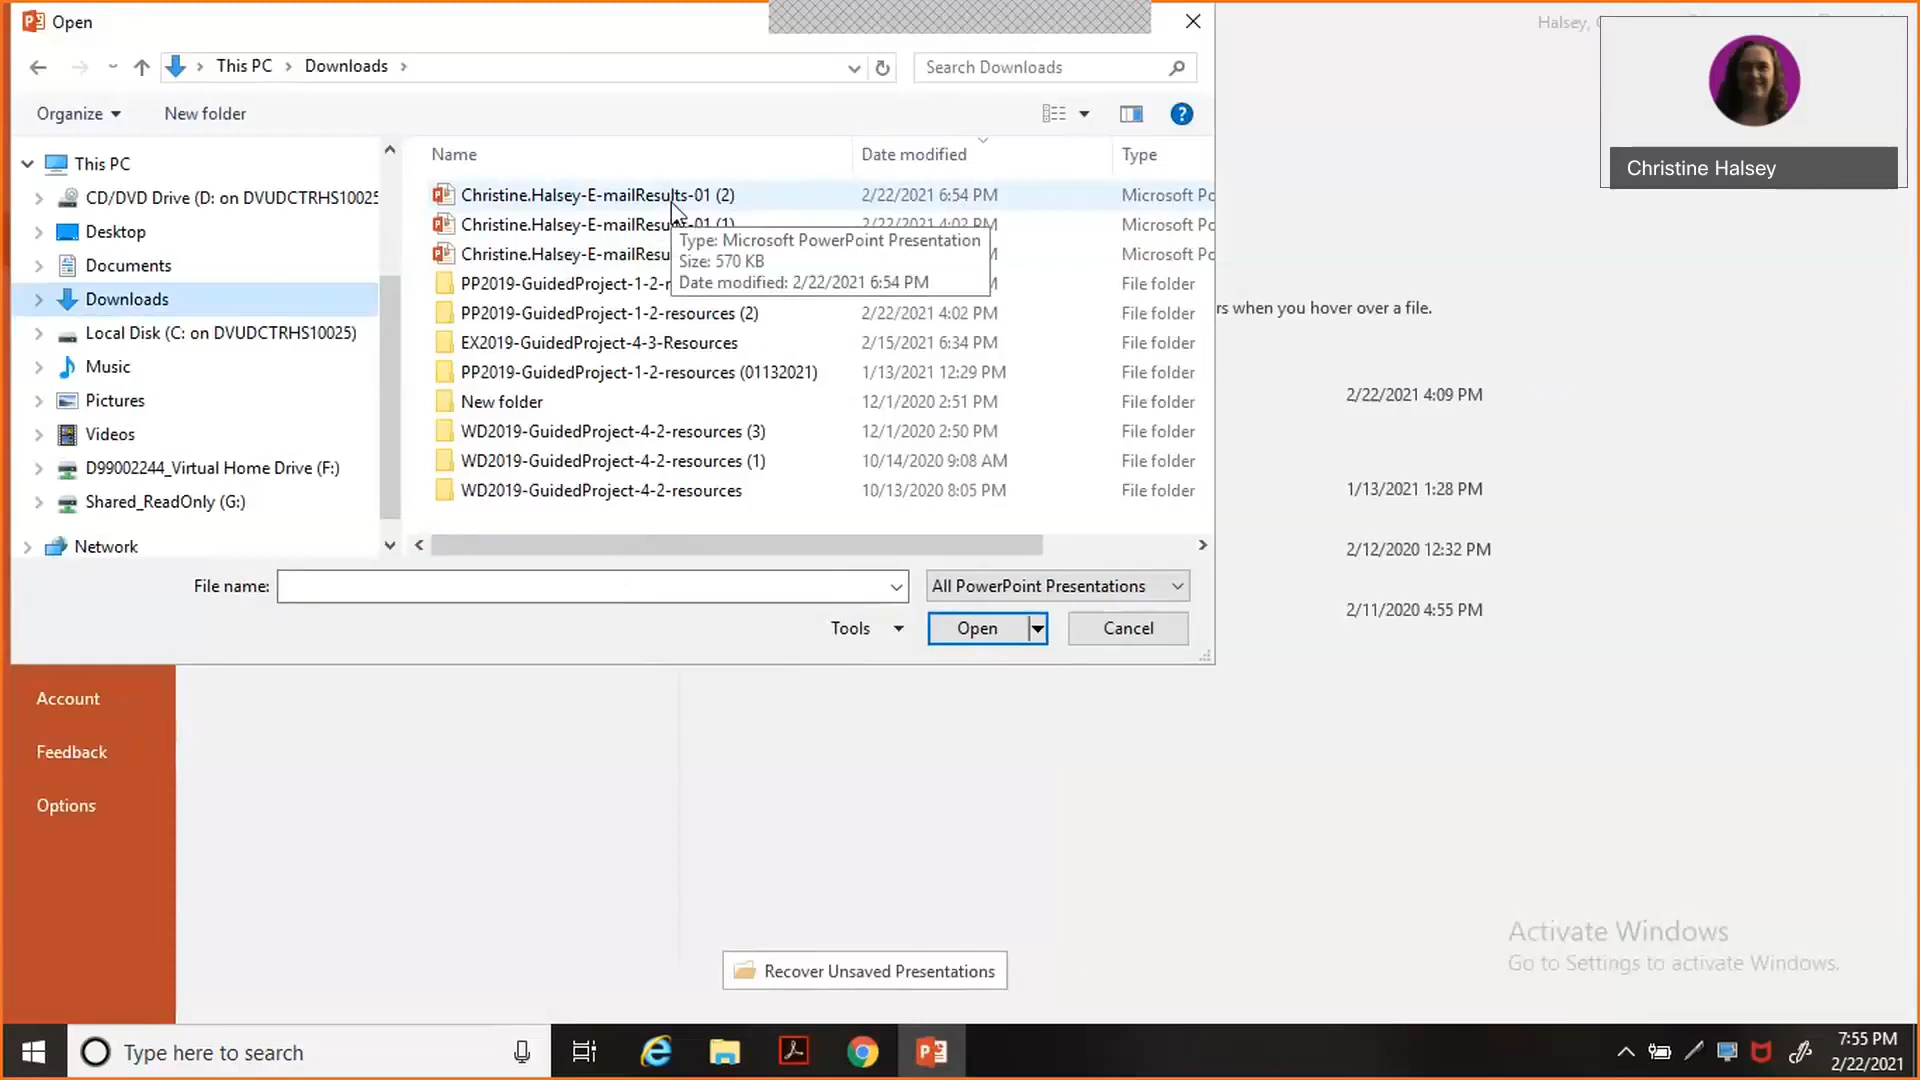 Open
Halsey,
This PC
Downloads
Search Downloads
Organize
New folder
Christine Halsey
Name
Date modified
Type
This PC
CD/DVD Drive (D: on DVUDCTRHS10025
Desktop
Documents
Downloads
Local Disk (C: on DVUDCTRHS10025)
Music
Pictures
Videos
D99002244_Virtual Home Drive (F:)
Shared_ReadOnly (G:)
Network
Christine.Halsey-E-mailResults-01 (2) 2/22/2021 6:54 PM Microsoft Po
Christine.Halsey-E-mailResults-01 (1) 2/22/2021 4:02 PM Microsoft Po
Christine.Halsey-E-mailResu Microsoft Po
Type: Microsoft PowerPoint Presentation
Size: 570 KB
Date modified: 2/22/2021 6:54 PM
PP2019-GuidedProject-1-2-r File folder
PP2019-GuidedProject-1-2-resources (2) 2/22/2021 4:02 PM File folder
EX2019-GuidedProject-4-3-Resources 2/15/2021 6:34 PM File folder
PP2019-GuidedProject-1-2-resources (01132021) 1/13/2021 12:29 PM File folder
New folder 12/1/2020 2:51 PM File folder
WD2019-GuidedProject-4-2-resources (3) 12/1/2020 2:50 PM File folder
WD2019-GuidedProject-4-2-resources (1) 10/14/2020 9:08 AM File folder
WD2019-GuidedProject-4-2-resources 10/13/2020 8:05 PM File folder
rs when you hover over a file.
2/22/2021 4:09 PM
1/13/2021 1:28 PM
2/12/2020 12:32 PM
2/11/2020 4:55 PM
File name:
All PowerPoint Presentations
Tools
Open
Cancel
Account
Feedback
Options
Recover Unsaved Presentations
Activate Windows
Go to Settings to activate Windows.
Type here to search
7:55 PM
2/22/2021